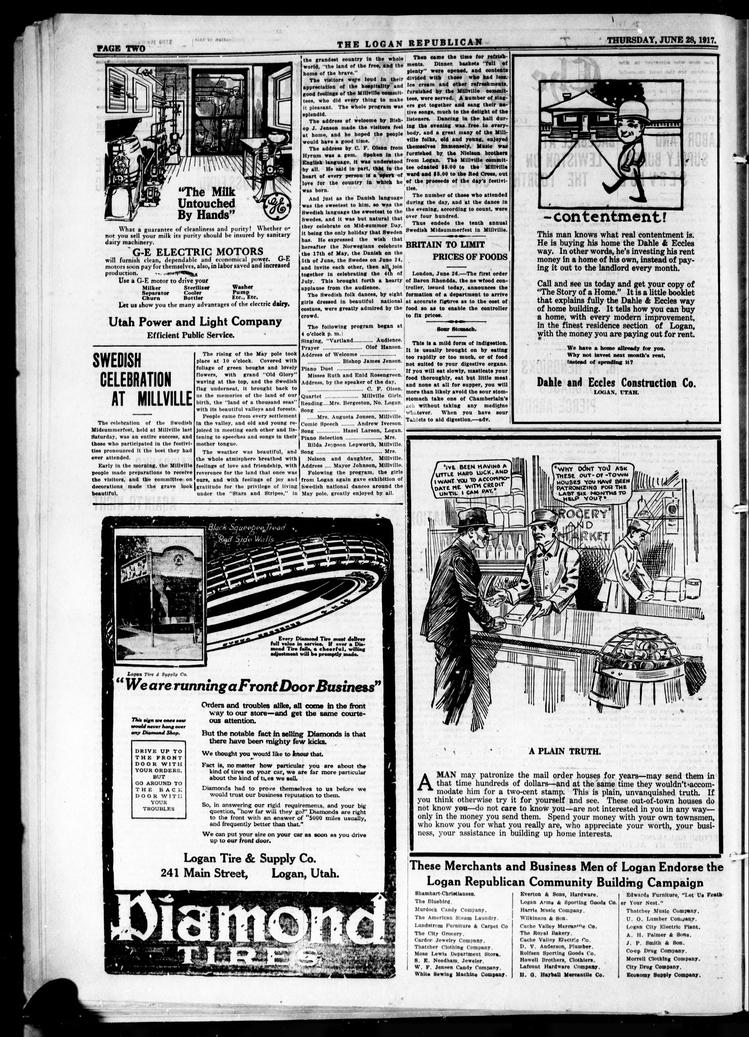 PAGE TWO
THE LOGAN REPUBLICAN
THURSDAY, JUNE 28, 1917.
"The Milk
Untouched
By Hands"
What a guarantee of cleanliness and purity! Whether or
not you sell your milk its purity should be insured by sanitary
dairy machinery.
G-E ELECTRIC MOTORS
will furnish clean, dependable and economical power. G-E
motors soon pay for themselves, also, in labor saved and increased
production.
Use a G-E motor to drive your
Milker Sterilizer Washer
Separator Cooler Pump
Churn Bottler Etc., Etc.
Let us show you the many advantages of the electric dairy.
Utah Power and Light Company
Efficient Public Service.
SWEDISH
CELEBRATION
AT MILLVILLE
The celebration of the Swedish
Midsummerfest, held at Millville last
Saturday, was an entire success, and
those who participated in the festivi-
ties pronounced it the best they had
ever attended.
Early in the morning, the Millville
people made preparations to receive
the visitors, and the committee on
decorations made the grave look
beautiful.
The rising of the May pole took
place at 10 o'clock. Covered with
foliage of green boughs and lovely
flowers, with grand "Old Glory"
waving at the top, and the Swedish
flag underneat, it brought back to
us the memories of the land of our
birth, the "land of a thousand seas"
with its beautiful valleys and forests.
People came from every settlement
in the valley, and old and young re-
joiced in meeting each other and lis-
tening to speeches and songs in their
mother tongue.
The weather was beautiful, and
the whole atmosphere breathed with
feelings of love and friendship, with
reverence for the land that once was
ours, and with feelings of joy and
gratitude for the privilege of living
under the "Stars and Stripes," in
the grandest country in the whole
world, "the land of the free, and the
home of the brave."
The visitors were loud in their
appreciation of the hospitality and
good feelings of the Millville commit-
tees, who did every thing to make
it pleasant. The whole program was
splendid.
The address of welcome by Bish-
op J. Jensen made the visitors feel
at home, and he hoped the people
would have a good time.
The address by C. F. Olsen from
Hyrum was a gem. Spoken in the
English language, it was understood
by all. He said in part, that in the
heart of every person is a spark of
love for the country in which he
was born.
And just as the Danish language
was the sweetest to him, so was the
Swedish language the sweetest to the
Swedes, and it was but natural that
they celebrate on Mid-summer Day,
it being the only holiday that Sweden
has. He expressed the wish that
hereafter the Norwegians celebrate
the 17th of May, the Danish on the
5th of June, the Swedes on June 24,
and invite each other, then all join
together in celebrating the 4th of
July. This brought forth a hearty
applause from the audience.
The Swedish folk dances, by eight
girls dressed in beautiful national
costumes, were greatly admired by the
crowd.
The following program began at
4 o'clock p. m.:
Singing, "Vartland Audience.
Prayer Olof Hanson.
Address of Welcome
Bishop James Jensen.
Piano Duet
Misses Ruth and Enid Rosengreen.
Address, by the speaker of the day,
C. F. Olsen.
Quartet Millville Girls.
Reading Mrs. Bergeston, No. Logan.
Song
Mrs. Augusta Jonsen, Millville.
Comic Speech Andrew Iverson.
Song Hazel Larson, Logan.
Piano Selection Mrs.
Hilda Jespson Lepworth, Millville.
Song Mrs.
Nelson and daughter, Millville.
Address Mayor Johnson, Millville.
Folowing the program, the girls
from Logan again gave exhibition of
Swedish national dances around the
May pole, greatly enjoyed by all.
Then came the time for refrish-
ments. Dinner baskets "full of
plenty" were opened, and contents
divided with those who had less.
Ice cream and other refreshments,
furnished by the Millville commit-
tees, were served. A number of sing-
ers got together and sang their na-
tive songs, much to the delight of the
listeners. Dancing in the hall dur-
ing the evening was free to every-
body, and a great many of the Mill-
ville folks, old and young, enjoyed
themselves immensely. Music was
furnished by the Nielson brothers
from Logan. The Millville commit-
tee odnated $5.00 to the Millville
ward and $5.00 to the Red Cross, out
of the proceeds of the day's festivi-
ties.
The number of those who attended
during the day, and at the dance in
the evening, according to count, were
over four hundred.
Thus endede the tenth annual
Swedish Midsummerfest in Millville.
BRITAIN TO LIMIT
PRICES OF FOODS
London, June 26.—The first order
of Baron Rhondda, the new food con-
troller, issued today, announces the
formation of a department to arrive
at accurate figures as to the cost of
food so as to enable the controller
to fix prices.
Sour Stomach.
This is a mild form of indigestion.
It is usually brought on by eating
too rapidly or too much, or of food
not suited to your digestive organs.
If you will eat slowly, masticate your
food thoroughly, eat but little meat
and none at all for supper, you will
more than likely avoid the sour stom-
stomach take one of Chamberlain's
ach without taking any medicine
whatever. When you have sour
Tablets to aid digestion.—adv.
~contentment!
This man knows what real contentment is.
He is buying his home the Dahle & Eccles
way. In other words, he's investing his rent
money in a home of his own, instead of pay-
ing it out to the landlord every month.
Call and see us today and get your copy of
"The Story of a Home." It is a little booklet
that explains fully the Dahle & Eccles way
of home building. It tells how you can buy
a home, with every modern improvement,
in the finest residence section of Logan,
with the money you are paying out for rent.
We have a home allready for you.
Why not invest next month's rent,
instead of spending it?
Dahle and Eccles Construction Co.
LOGAN, UTAH.
Black Squeegee Tread
Red Side Walls
Every Diamond Tire must deliver
full value in service. If ever a Dia-
mond Tire fails, a cheerful, willing
adjustment will be promptly made.
Logan Tire & Supply Co.
"We are running a Front Door Business"
This sign we once saw
would never hang over
any Diamond Shop.
DRIVE UP TO
THE FRONT
DOOR WITH
YOUR ORDERS,
BUT
GO AROUND TO
THE BACK
DOOR WITH
YOUR
TROUBLES
Orders and troubles alike, all come in the front
way to our store—and get the same courte-
ous attention.
But the notable fact in selling Diamonds is that
there have been mighty few kicks.
We thought you would like to know that.
Fact is, no matter how particular you are about the
kind of tires on your car, we are far more particular
about the kind of tires we sell.
Diamonds had to prove themselves to us before we
would trust our business reputation to them.
So, in answering our rigid requirements, and your big
question, "how far will they go?" Diamonds are right
to the front with an answer of "5000 miles usually,
and frequently better than that."
We can put your size on your car as soon as you drive
up to our front door.
Logan Tire & Supply Co.
241 Main Street, Logan, Utah.
Diamond
TIRES
"I'VE BEEN HAVING A
LITTLE HARD LUCK, AND
I WANT YOU TO ACCOMMO-
DATE ME WITH CREDIT
UNTIL I CAN PAY."
"WHY DON'T YOU ASK
THESE OUT-OF-TOWN
HOUSES YOU HAVE BEEN
PATRONIZING FOR THE
LAST SIX MONTHS TO
HELP YOU?"
GROCERY
AND
MARKET
A PLAIN TRUTH.
A MAN may patronize the mail order houses for years—may send them in
that time hundreds of dollars—and at the same time they wouldn't accom-
modate him for a two-cent stamp. This is plain, unvarnished truth. If
you think otherwise try it for yourself and see. These out-of-town houses do
not know you—do not care to know you—are not interested in you in any way—
only in the money you send them. Spend your money with your own townsmen,
who know you for what you really are, who appreciate your worth, your busi-
ness, your assistance in building up home interests.
These Merchants and Business Men of Logan Endorse the
Logan Republican Community Building Campaign
Shamhart-Christiansen.
The Bluebird.
Murdock Candy Company.
The American Steam Laundry.
Lundstrom Furniture & Carpet Co
The City Grocery.
Cardon Jewelry Company.
Thatcher Clothing Company.
Mose Lewis Department Store.
S. E. Needham, Jeweler.
W. F. Jensen Candy Company.
White Sewing Machine Company.
Everton & Sons, Hardware.
Logan Arms & Sporting Goods Co.
Harris Music Company.
Wilkinson & Son.
Cache Valley Mercantile Co.
The Royal Bakery.
Cache Valley Electric Co.
D. V. Anderson, Plumber.
Rolfsen Sporting Goods Co.
Howell Brothers, Clothiers.
Lafount Hardware Company.
H. G. Hayball Mercantile Co.
Edwards Furniture, "Let Us Feath-
er Your Nest."
Thatcher Music Company.
U. O. Lumber Company.
Logan City Electric Plant.
A. H. Palmer & Sons.
J. P. Smith & Son.
Co-op Drug Company.
Morrell Clothing Company.
City Drug Company.
Economy Supply Company.